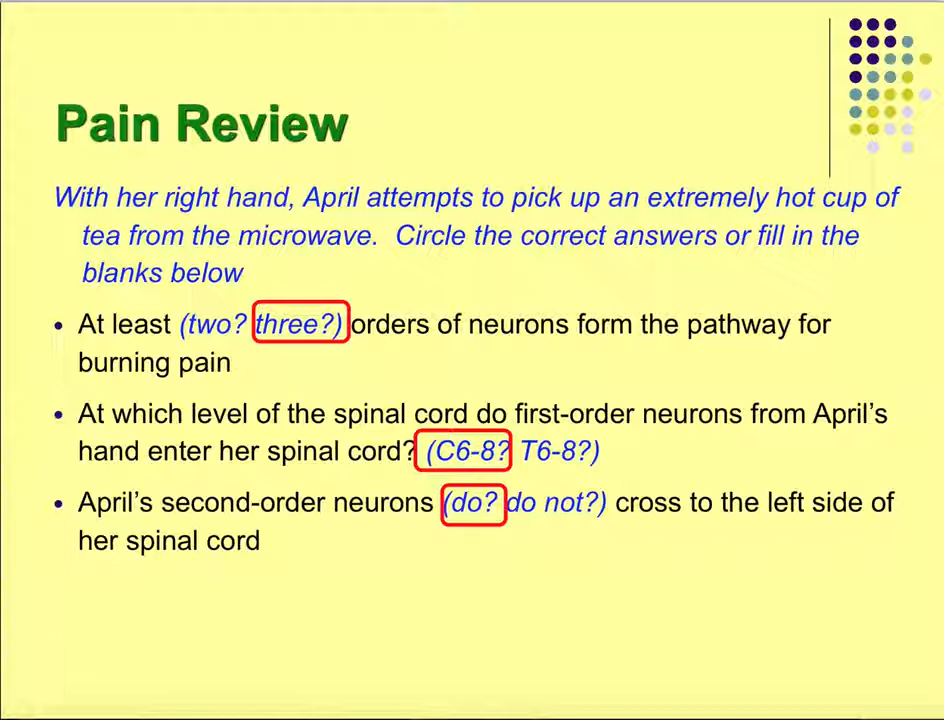 Pain Review
With her right hand, April attempts to pick up an extremely hot cup of
tea from the microwave.  Circle the correct answers or fill in the
blanks below
• At least (two? three?) orders of neurons form the pathway for
burning pain
• At which level of the spinal cord do first-order neurons from April’s
hand enter her spinal cord? (C6-8? T6-8?)
• April’s second-order neurons (do? do not?) cross to the left side of
her spinal cord